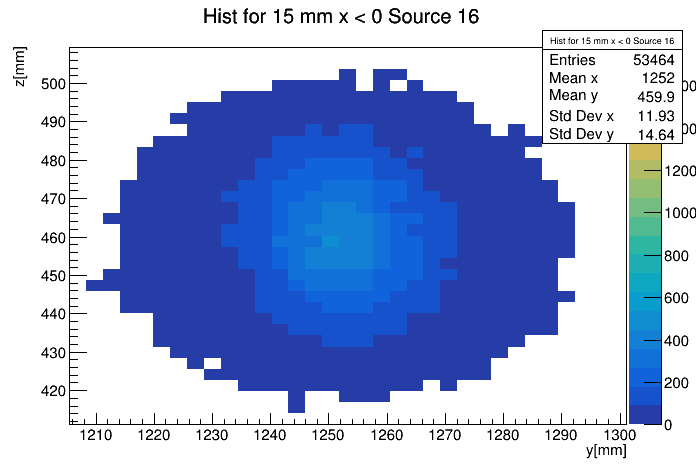 Hist for 15 mm x < 0 Source 16
Hist for 15 mm x < 0 Source 16
Entries 53464
Mean x 1252
Mean y 459.9
Std Dev x 11.93
Std Dev y 14.64
z[mm]
500
490
480
470
460
450
440
430
420
1210 1220 1230 1240 1250 1260 1270 1280 1290 1300
y[mm]
1200
1000
800
600
400
200
0